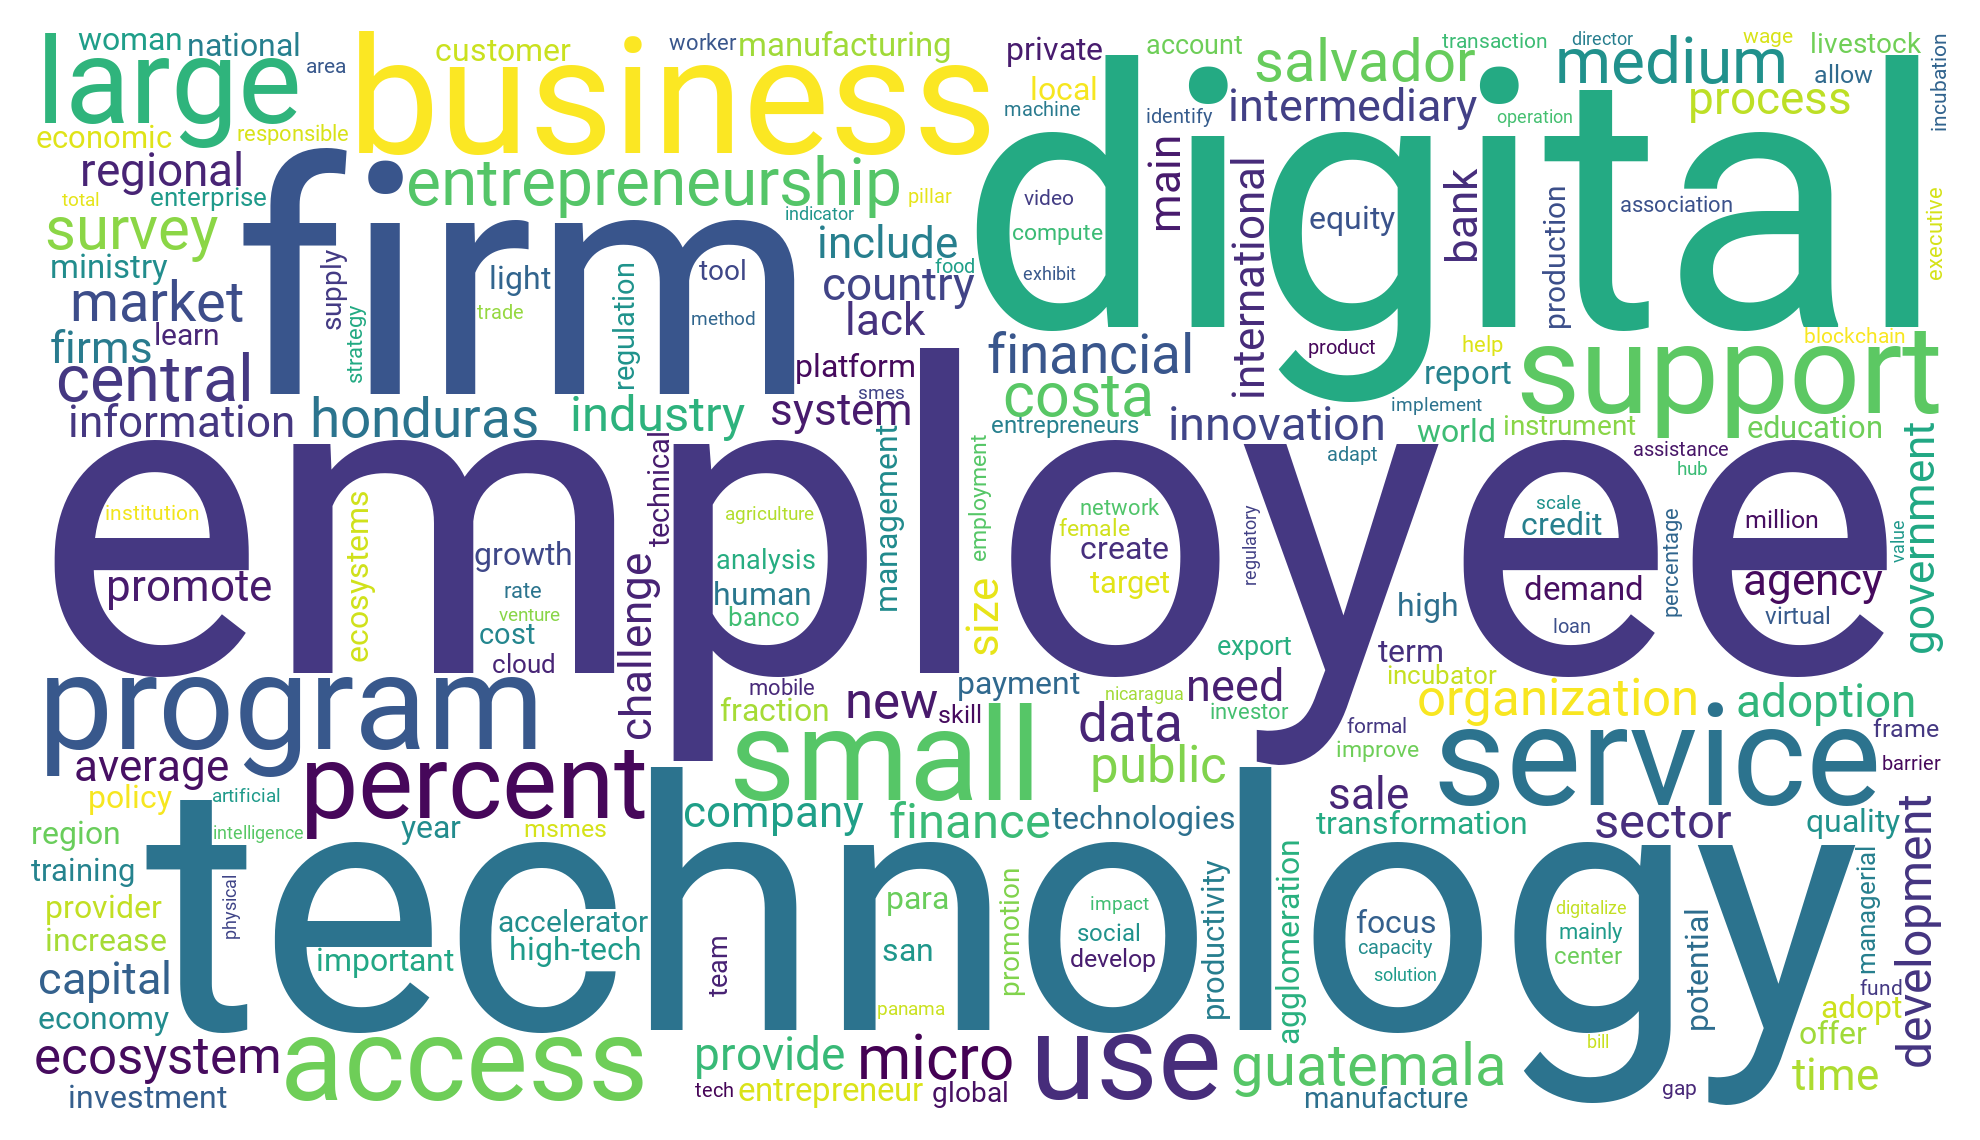 woman
national
large
area
economic
responsible
business
customer
worker
manufacturing
private
account
local
machine
identify
salvador
transaction
director
medium
wage
livestock
allow
process
incubation
intermediary
operation
digital
regional
total
enterprise
survey
ministry
market
firms
learn
central
information
firm
entrepreneurship
pillar
indicator
include
food
country
lack
supply
strategy
light
trade
regulation
tool
method
platform
smes
system
honduras
industry
main
international
bank
video
compute
exhibit
equity
production
association
executive
financial
costa
entrepreneurs
product
innovation
help
report
implement
world
instrument
adapt
blockchain
support
education
assistance
hub
government
employee
institution
promote
ecosystems
growth
rate
venture
cost
cloud
technical
challenge
agriculture
analysis
human
banco
management
employment
size
network
female
create
target
regulatory
high
term
export
incubator
scale
credit
demand
loan
percentage
million
agency
virtual
value
program
average
policy
artificial
percent
mobile
fraction
new
skill
payment
small
nicaragua
need
investor
data
public
formal
improve
organization
adoption
service
frame
barrier
region
intelligence
year
msmes
company
finance
technologies
sale
transformation
sector
quality
development
technology
training
provider
increase
capital
economy
physical
important
accelerator
high-tech
team
para
san
panama
promotion
impact
social
develop
productivity
agglomeration
focus
capacity
solution
digitalize
mainly
center
potential
managerial
fund
adopt
offer
time
bill
gap
ecosystem
investment
access
provide
tech
entrepreneur
micro
global
use
guatemala
manufacture